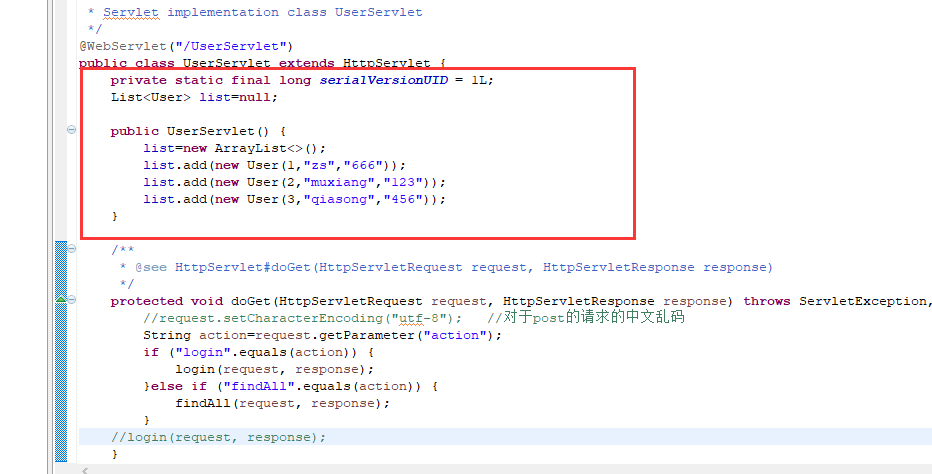 * Servlet implementation class UserServlet
 */
@WebServlet("/UserServlet")
public class UserServlet extends HttpServlet {
    private static final long serialVersionUID = 1L;
    List<User> list=null;

    public UserServlet() {
        list=new ArrayList<>();
        list.add(new User(1,"zs","666"));
        list.add(new User(2,"muxiang","123"));
        list.add(new User(3,"qiasong","456"));
    }

    /**
     * @see HttpServlet#doGet(HttpServletRequest request, HttpServletResponse response)
     */
    protected void doGet(HttpServletRequest request, HttpServletResponse response) throws ServletException,
        //request.setCharacterEncoding("utf-8");   //对于post的请求的中文乱码
        String action=request.getParameter("action");
        if ("login".equals(action)) {
            login(request, response);
        }else if ("findAll".equals(action)) {
            findAll(request, response);
        }
    //login(request, response);
    }